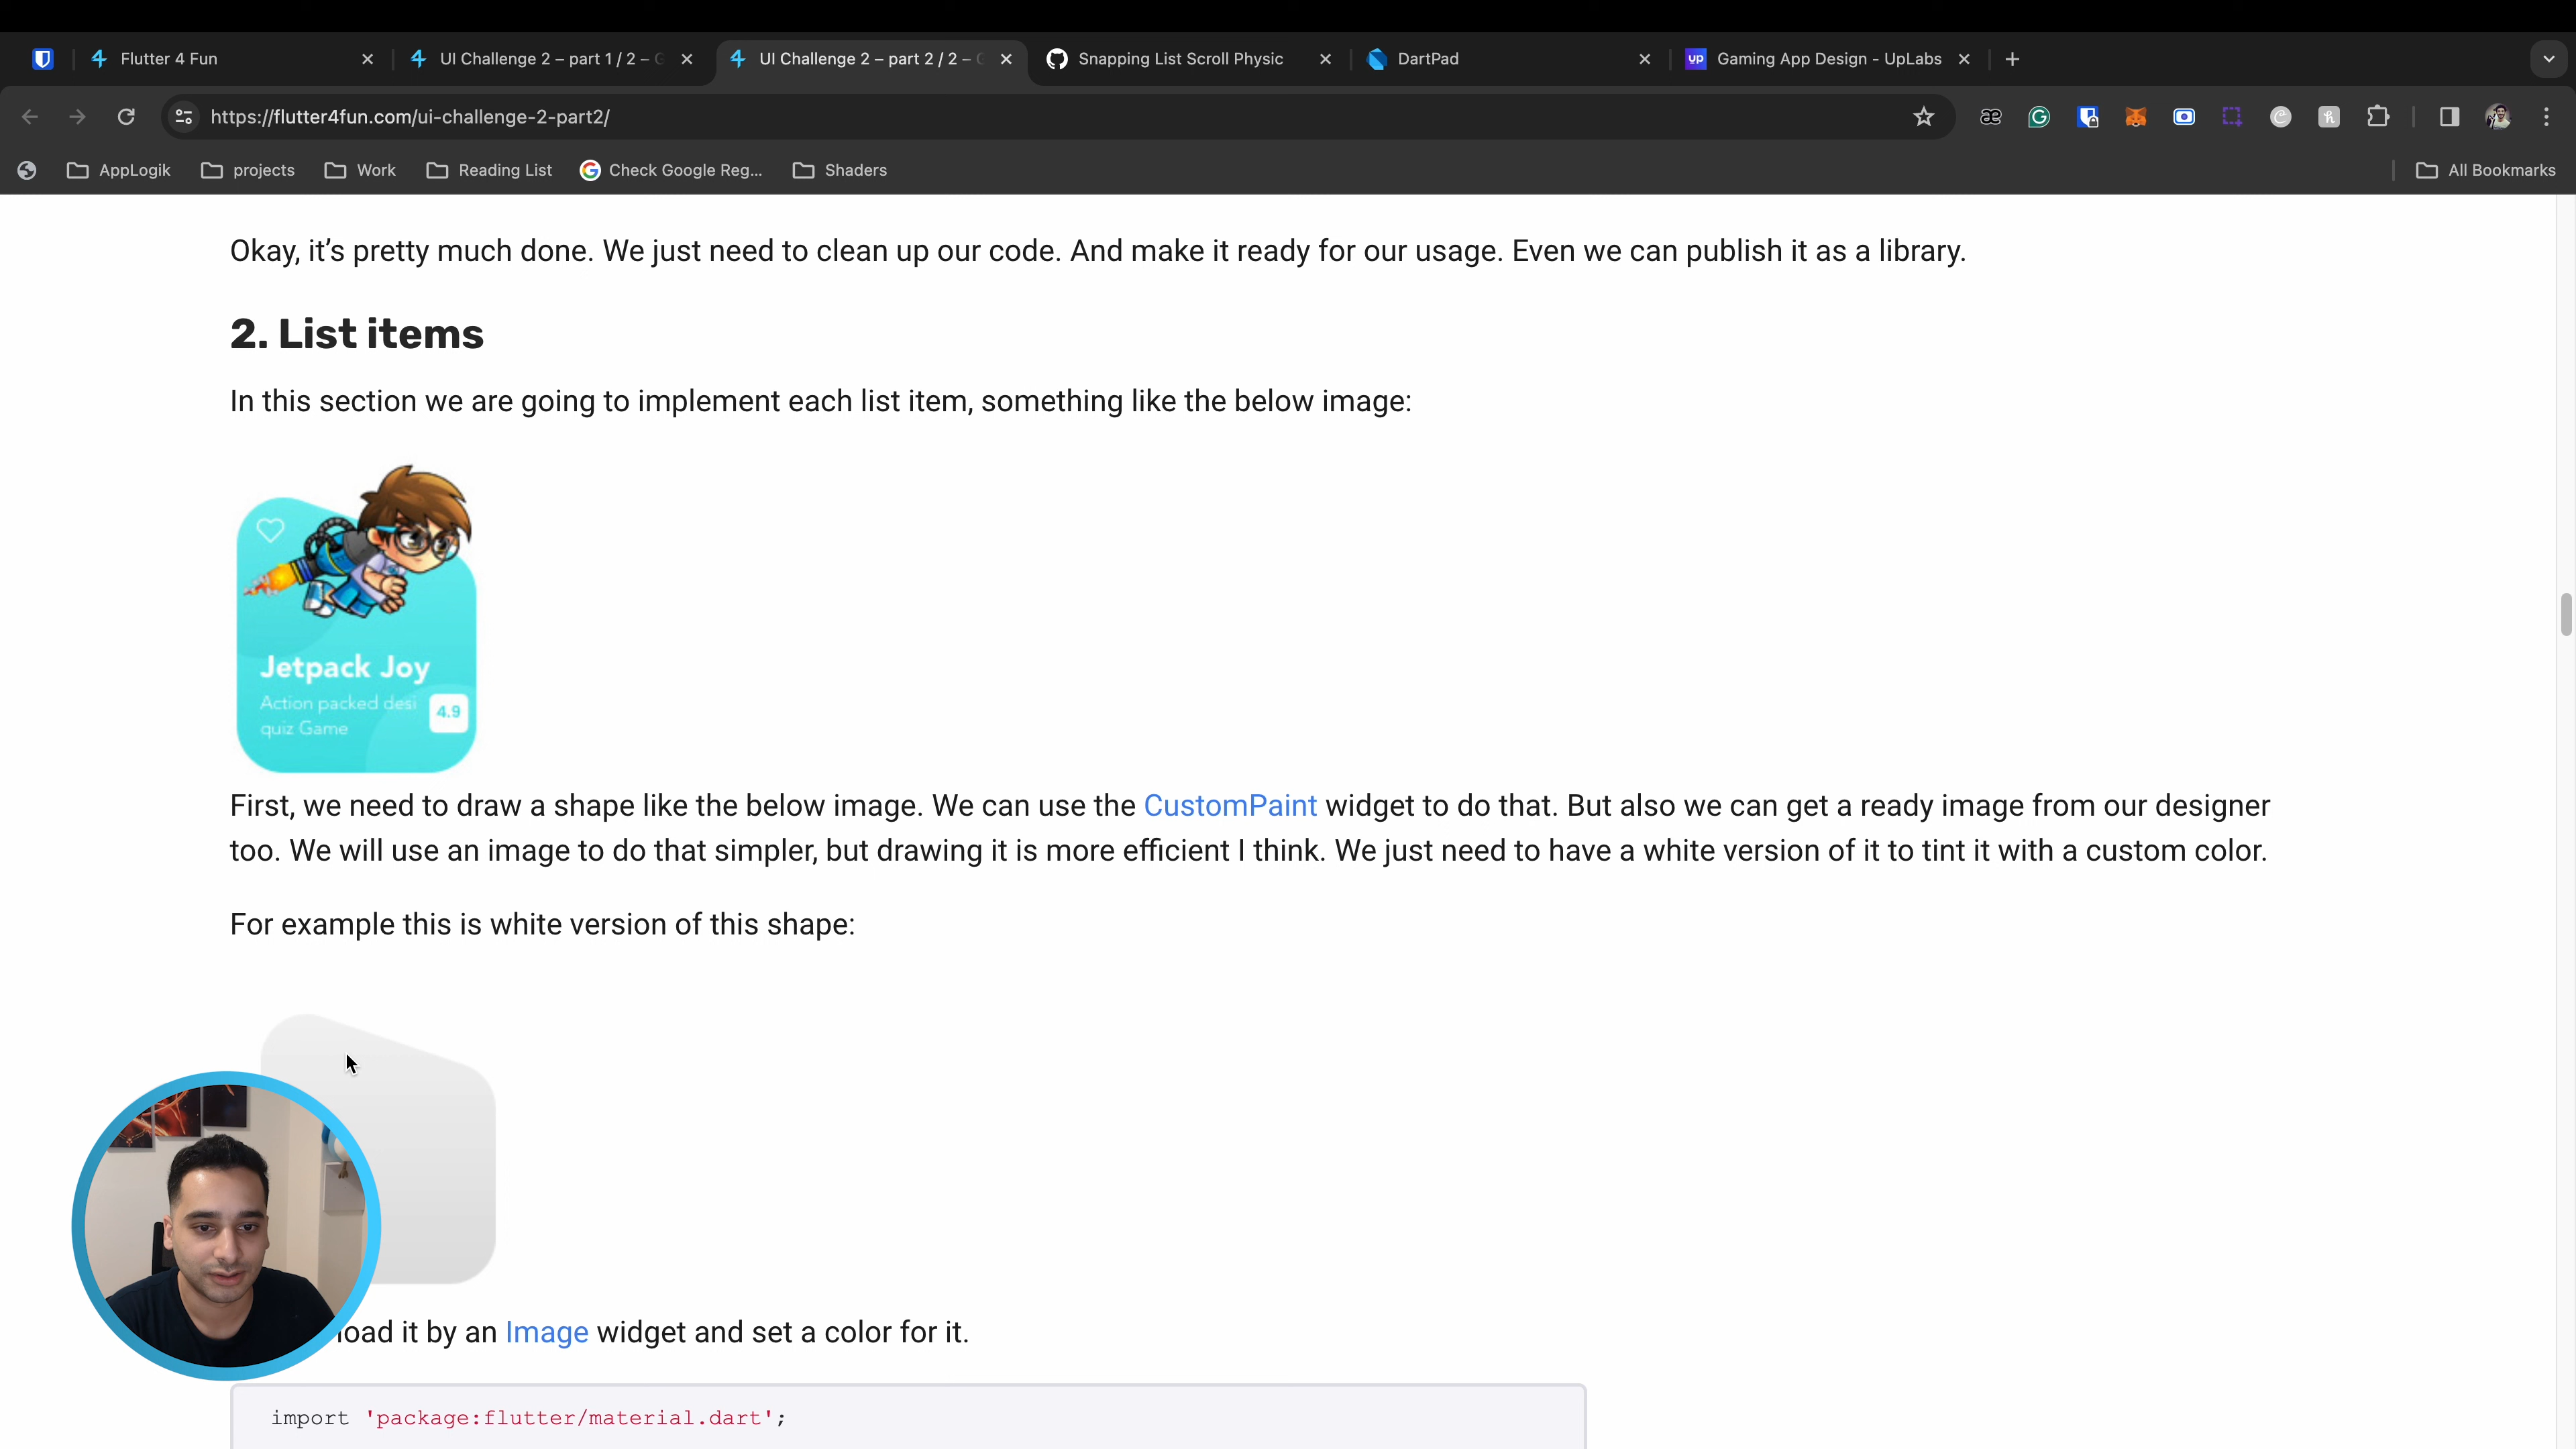 Flutter 4 Fun
UI Challenge 2 – part 1 / 2 –
UI Challenge 2 – part 2 / 2 –
Snapping List Scroll Physic
DartPad
UP
Gaming App Design - UpLabs
https://flutter4fun.com/ui-challenge-2-part2/
AppLogik
projects
Work
Reading List
Check Google Reg...
Shaders
All Bookmarks
Okay, it’s pretty much done. We just need to clean up our code. And make it ready for our usage. Even we can publish it as a library.
2. List items
In this section we are going to implement each list item, something like the below image:
Jetpack Joy
Action packed desi
quiz Game
4.9
First, we need to draw a shape like the below image. We can use the CustomPaint widget to do that. But also we can get a ready image from our designer
too. We will use an image to do that simpler, but drawing it is more efficient I think. We just need to have a white version of it to tint it with a custom color.
For example this is white version of this shape:
load it by an Image widget and set a color for it.
import 'package:flutter/material.dart';